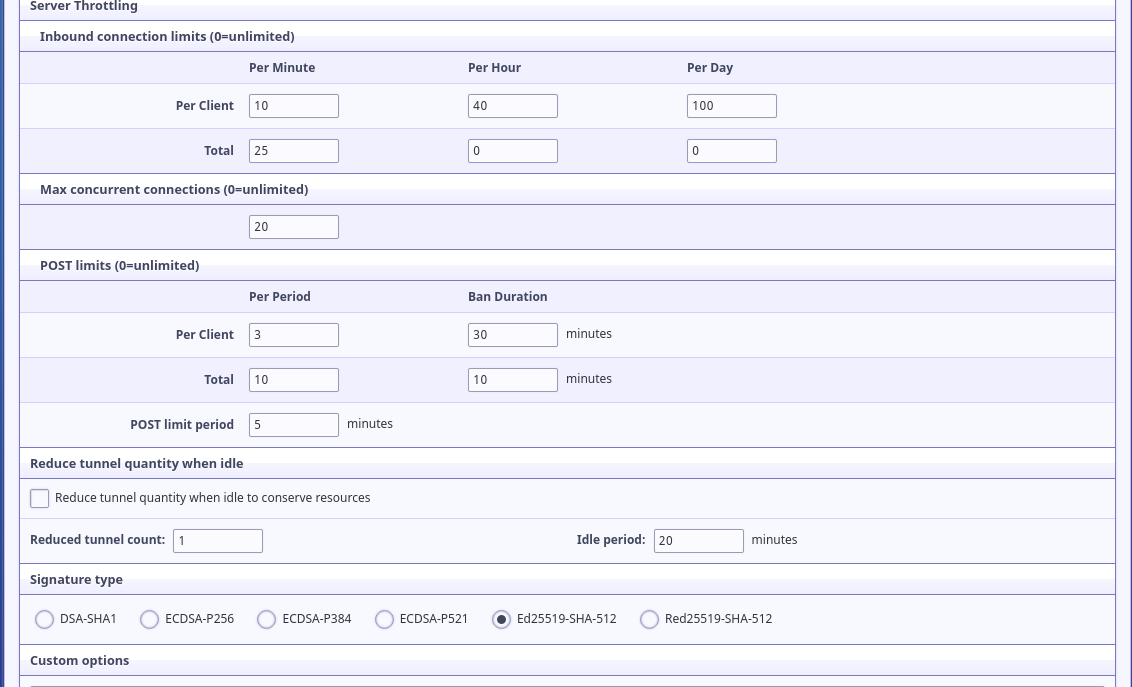 Server Throttling
Inbound connection limits (0=unlimited)
Per Minute Per Hour Per Day
Per Client 10 40 100
Total 25 0 0
Max concurrent connections (0=unlimited)
20
POST limits (0=unlimited)
Per Period Ban Duration
Per Client 3 30 minutes
Total 10 10 minutes
POST limit period 5 minutes
Reduce tunnel quantity when idle
Reduce tunnel quantity when idle to conserve resources
Reduced tunnel count: 1 Idle period: 20 minutes
Signature type
DSA-SHA1 ECDSA-P256 ECDSA-P384 ECDSA-P521 Ed25519-SHA-512 Red25519-SHA-512
Custom options